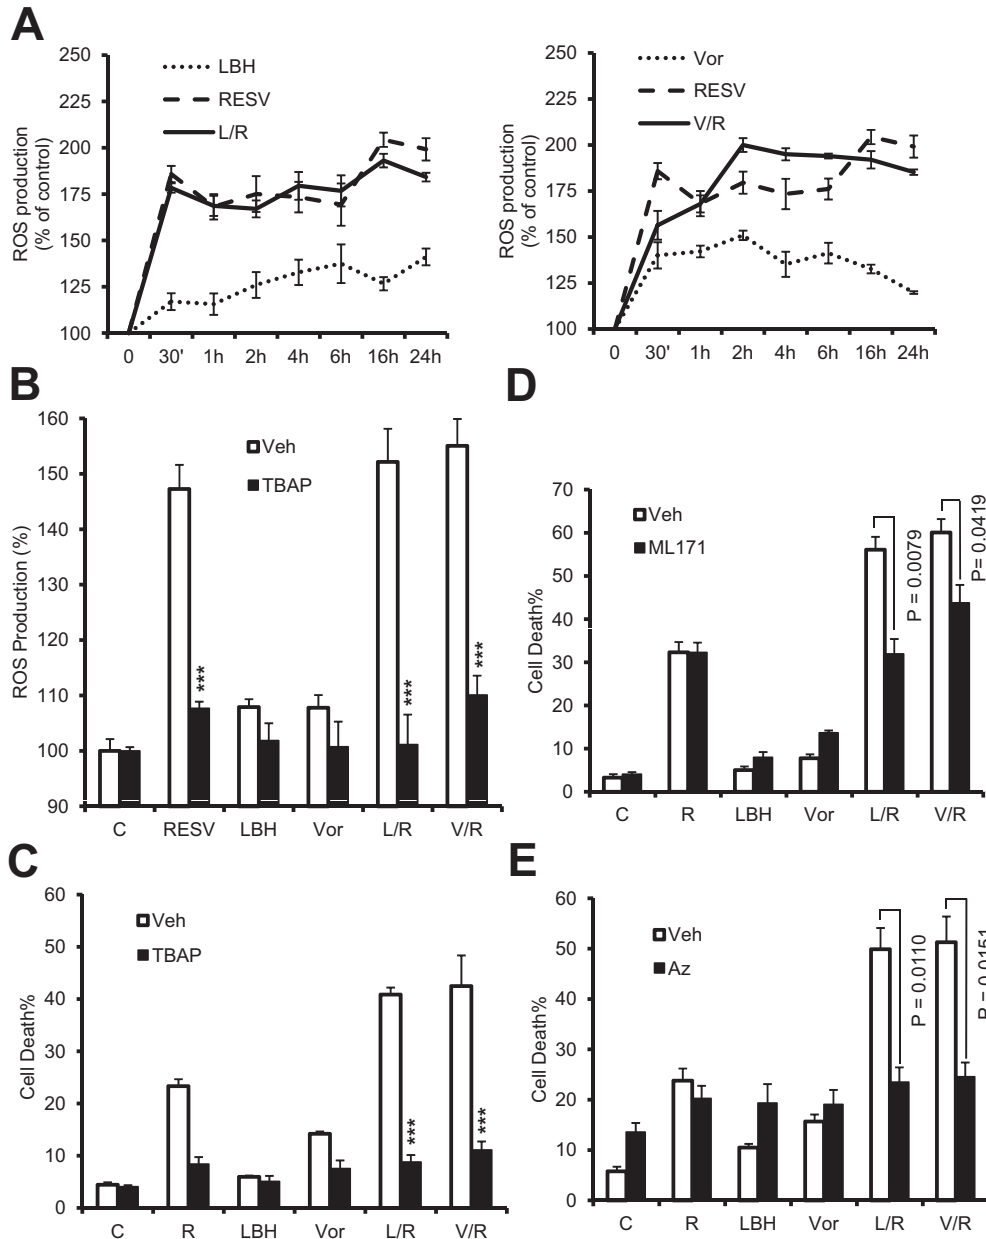 A
250
225
200
175
150
125
100
ROS production
(% of control)
LBH
RESV
L/R
0 30' 1h 2h 4h 6h 16h 24h
250
225
200
175
150
125
100
ROS production
(% of control)
Vor
RESV
V/R
0 30' 1h 2h 4h 6h 16h 24h
B
160
150
140
130
120
110
100
90
ROS Production (%)
Veh
TBAP
***
***
***
C RESV LBH Vor L/R V/R
D
70
60
50
40
30
20
10
0
Cell Death%
Veh
ML171
P = 0.0079
P= 0.0419
C R LBH Vor L/R V/R
C
60
50
40
30
20
10
0
Cell Death%
Veh
TBAP
***
***
C R LBH Vor L/R V/R
E
60
50
40
30
20
10
0
Cell Death%
Veh
Az
P = 0.0110
P = 0.0151
C R LBH Vor L/R V/R